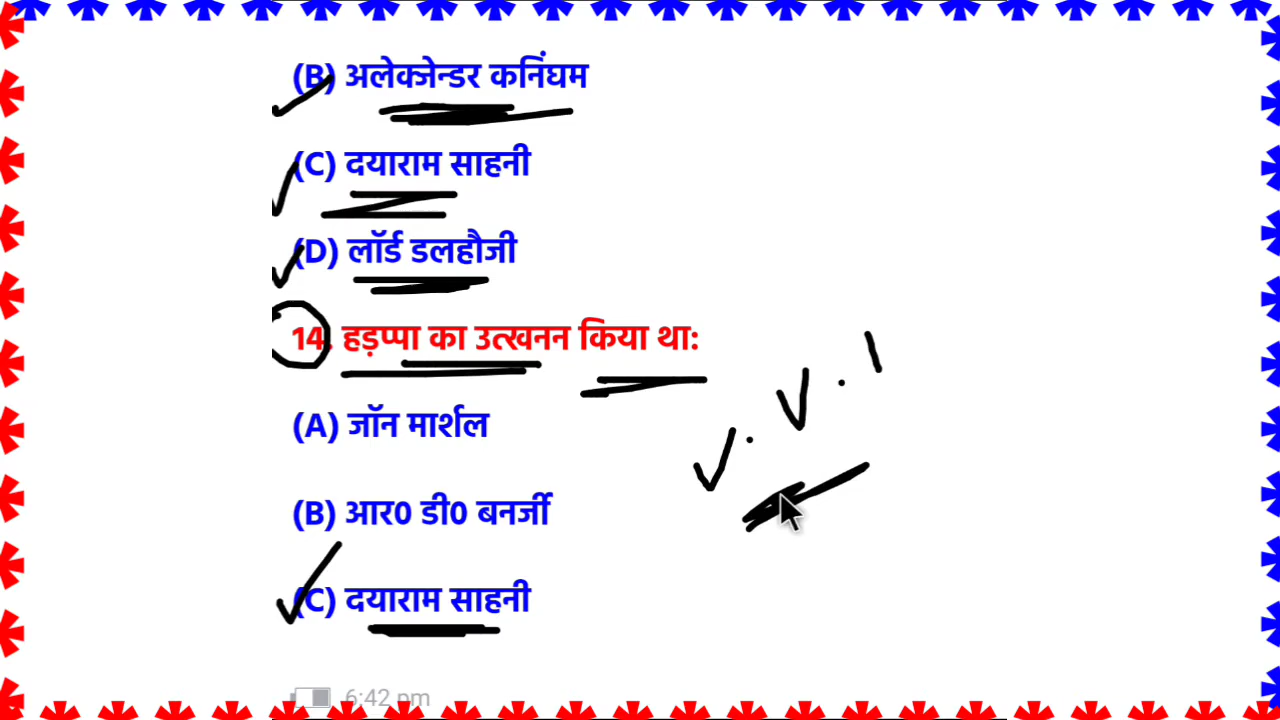 (B) अलेक्जेन्डर कनिंघम
(C) दयाराम साहनी
(D) लॉर्ड डलहौजी
14. हड़प्पा का उत्खनन किया था:
V. V. I
(A) जॉन मार्शल
(B) आर0 डी0 बनर्जी
(C) दयाराम साहनी
6:42 pm